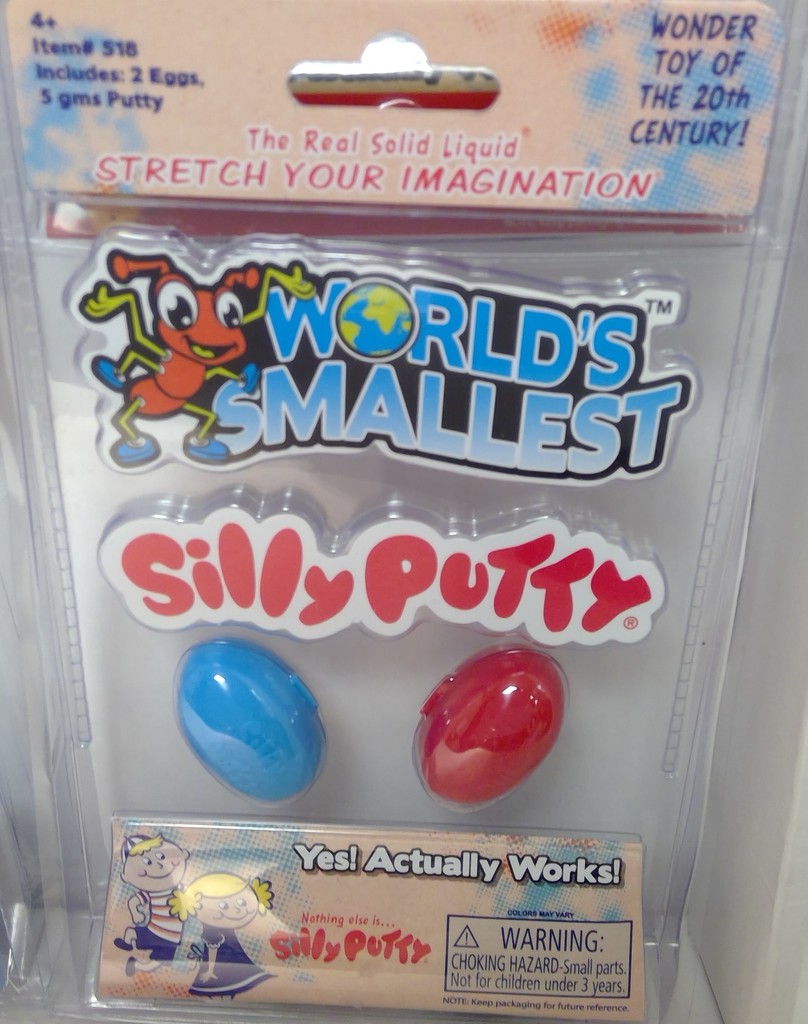 4+
Item# 518
Includes: 2 Eggs,
5 gms Putty
WONDER
TOY OF
THE 20th
CENTURY!
The Real Solid Liquid®
STRETCH YOUR IMAGINATION
WORLD'S™
SMALLEST
Silly PuTTy®
Yes! Actually Works!
Nothing else is...
Silly PuTTy
COLORS MAY VARY
WARNING:
CHOKING HAZARD-Small parts.
Not for children under 3 years.
NOTE: Keep packaging for future reference.